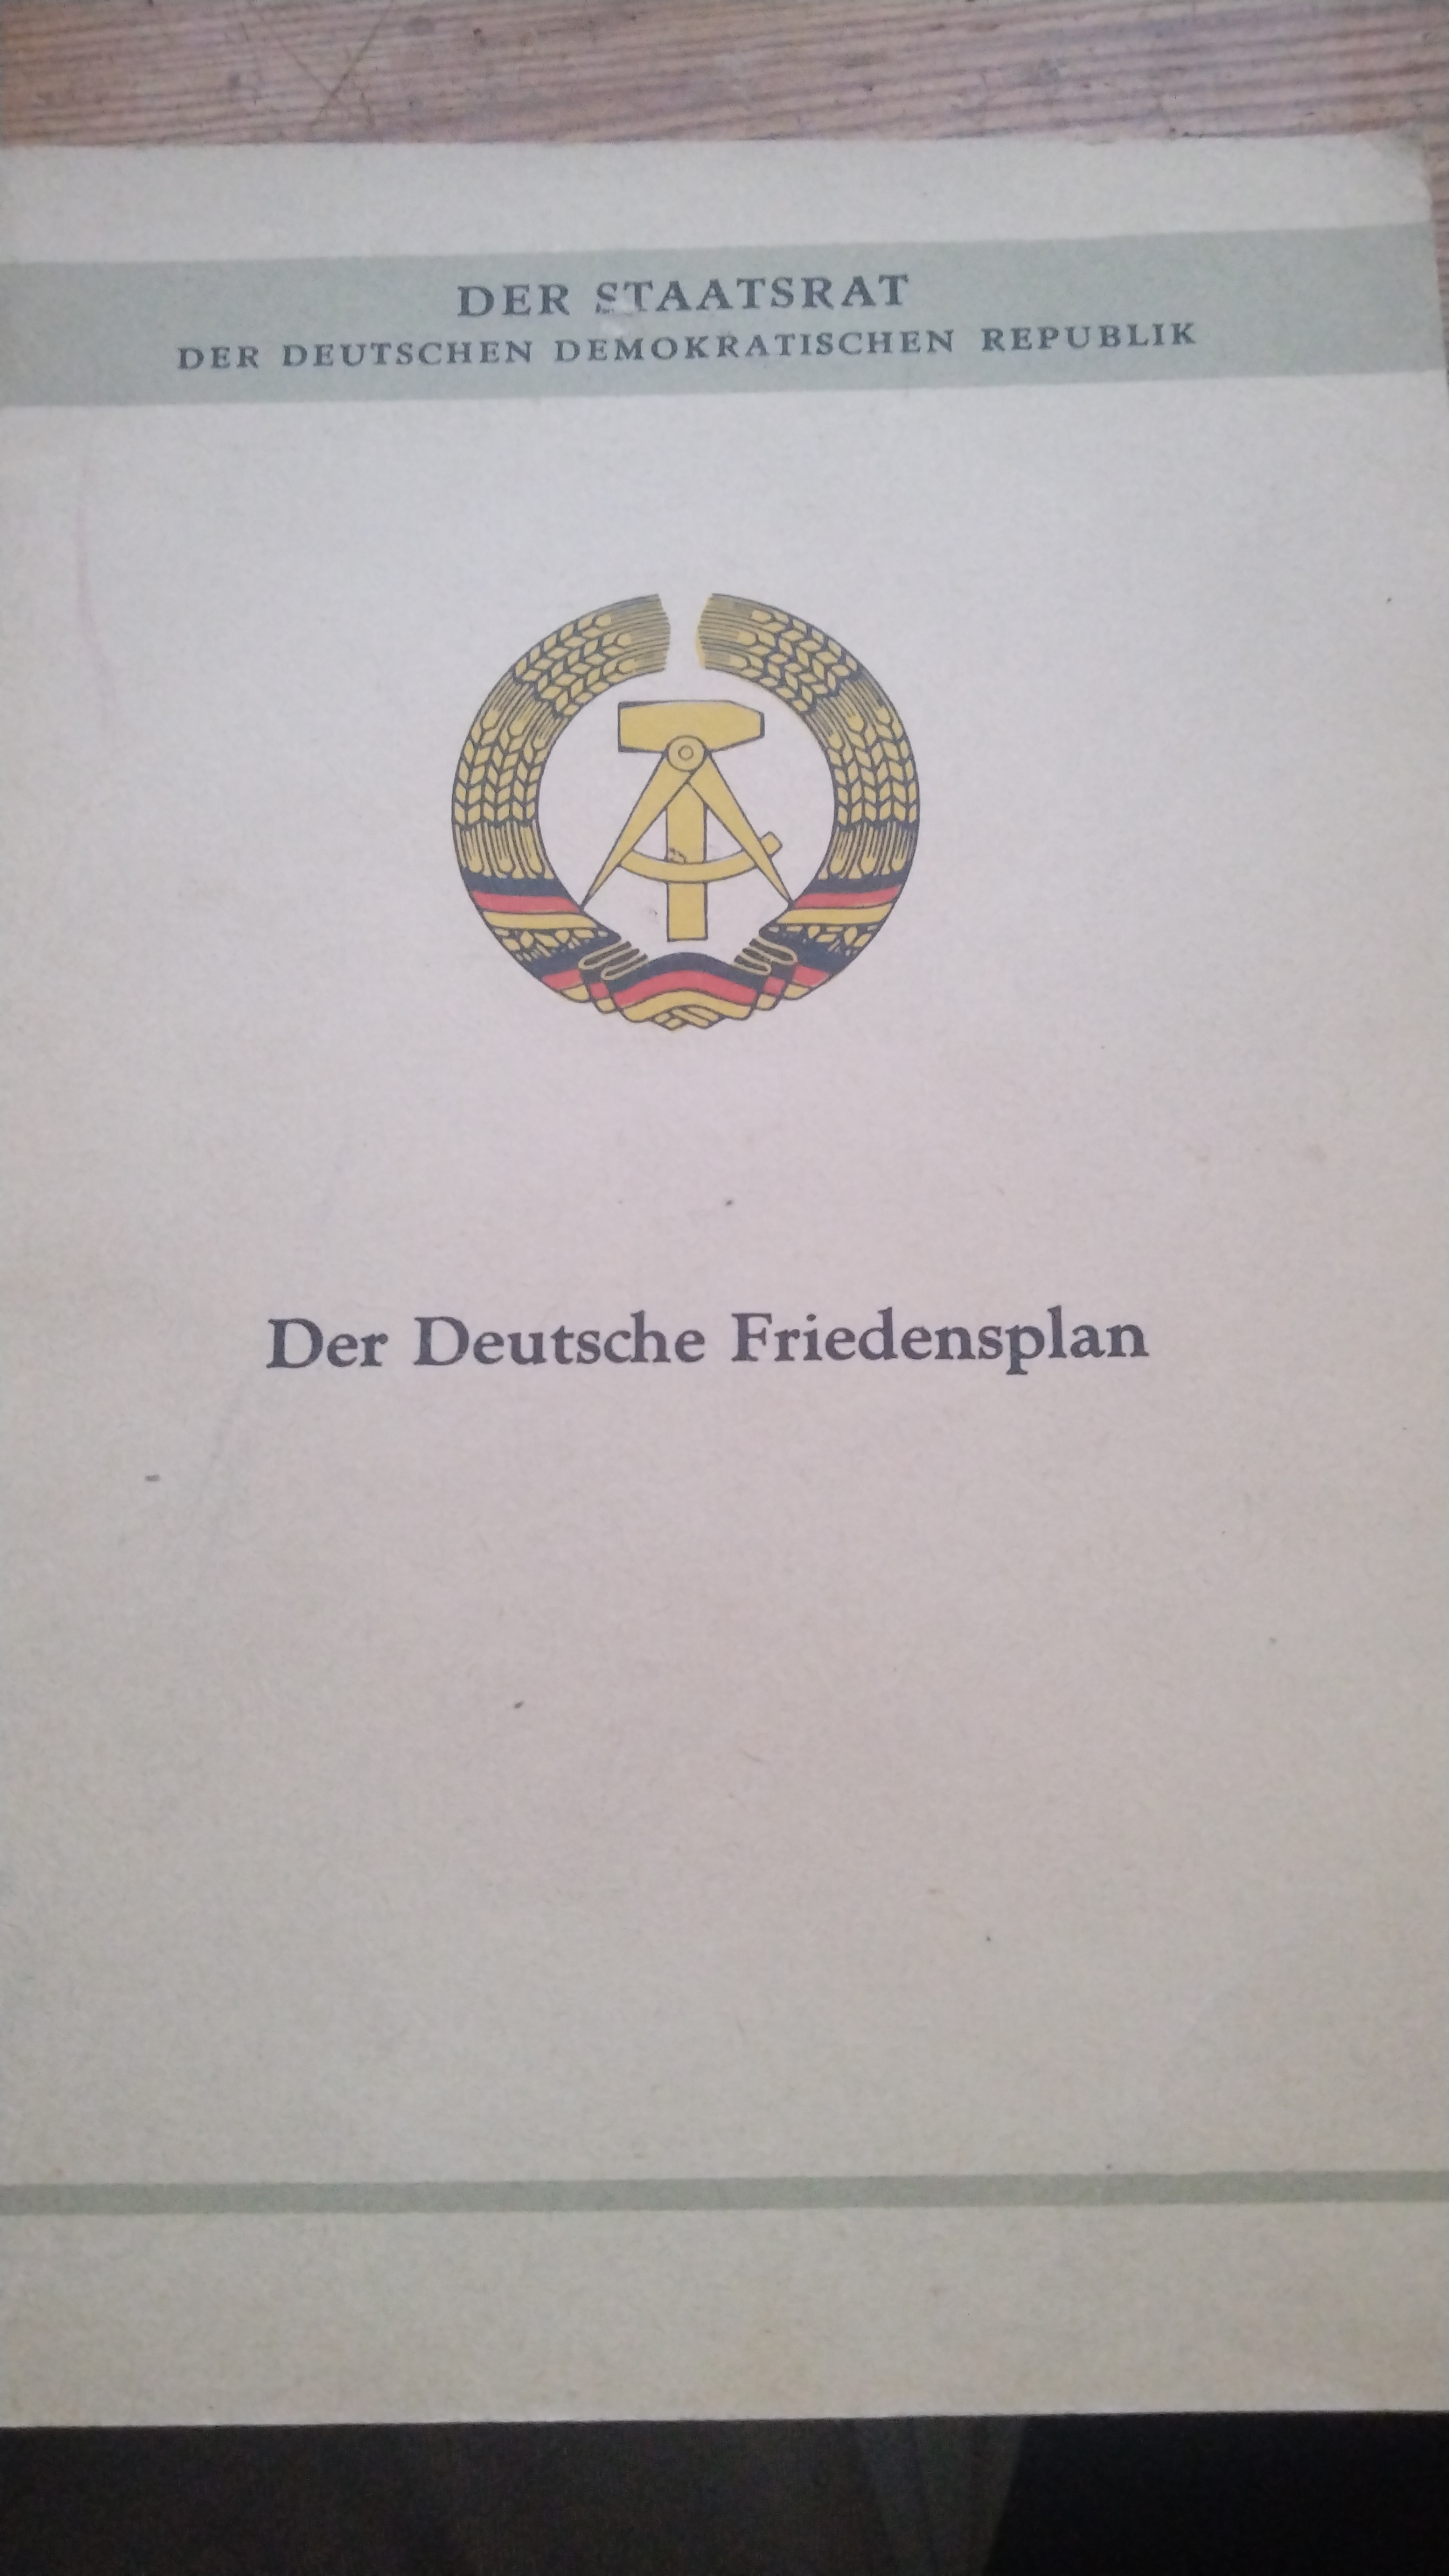 DER STAATSRAT
DER DEUTSCHEN DEMOKRATISCHEN REPUBLIK
Der Deutsche Friedensplan